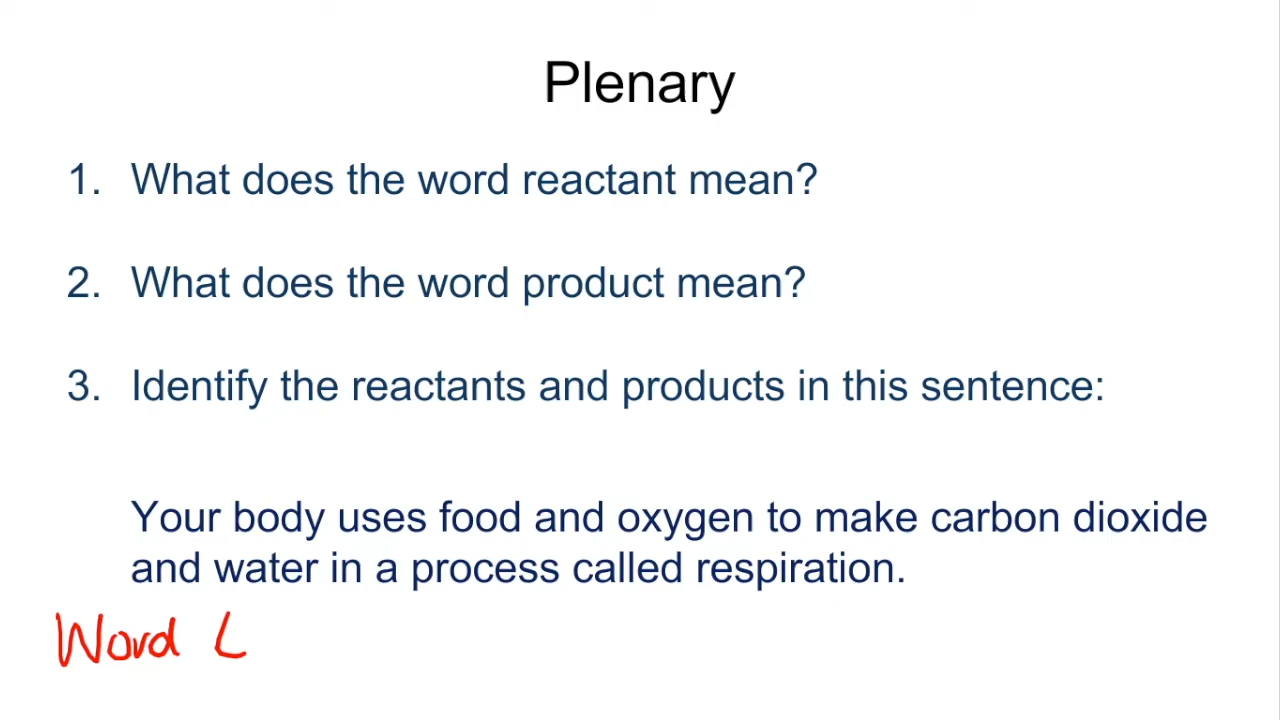 Plenary
1. What does the word reactant mean?
2. What does the word product mean?
3. Identify the reactants and products in this sentence:
Your body uses food and oxygen to make carbon dioxide
and water in a process called respiration.
Word